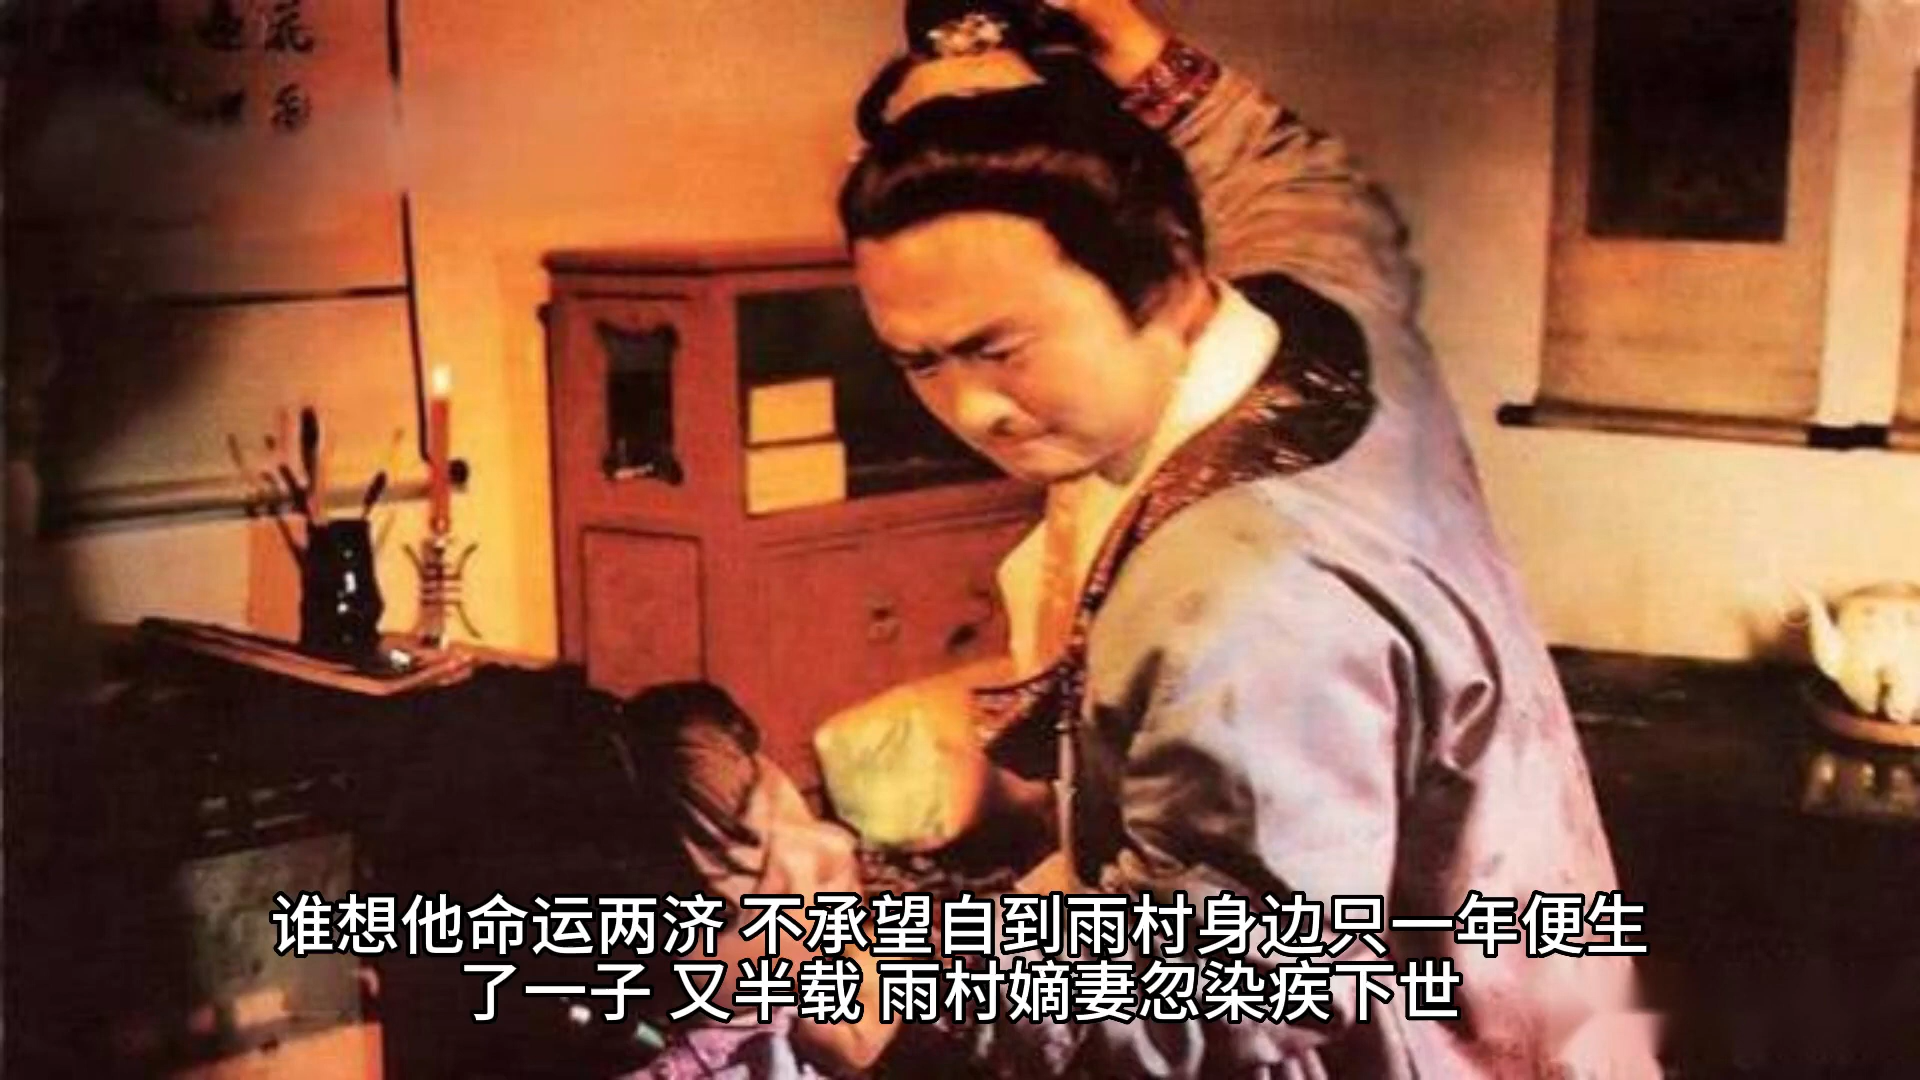 花
谁想他命运两济 不承望自到雨村身边只一年便生
了一子 又半载 雨村嫡妻忽染疾下世